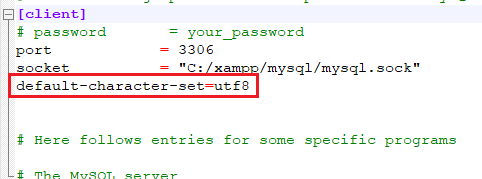 [client]
# password = your_password
port = 3306
socket = "C:/xampp/mysql/mysql.sock"
default-character-set=utf8
# Here follows entries for some specific programs
# The MySQL server